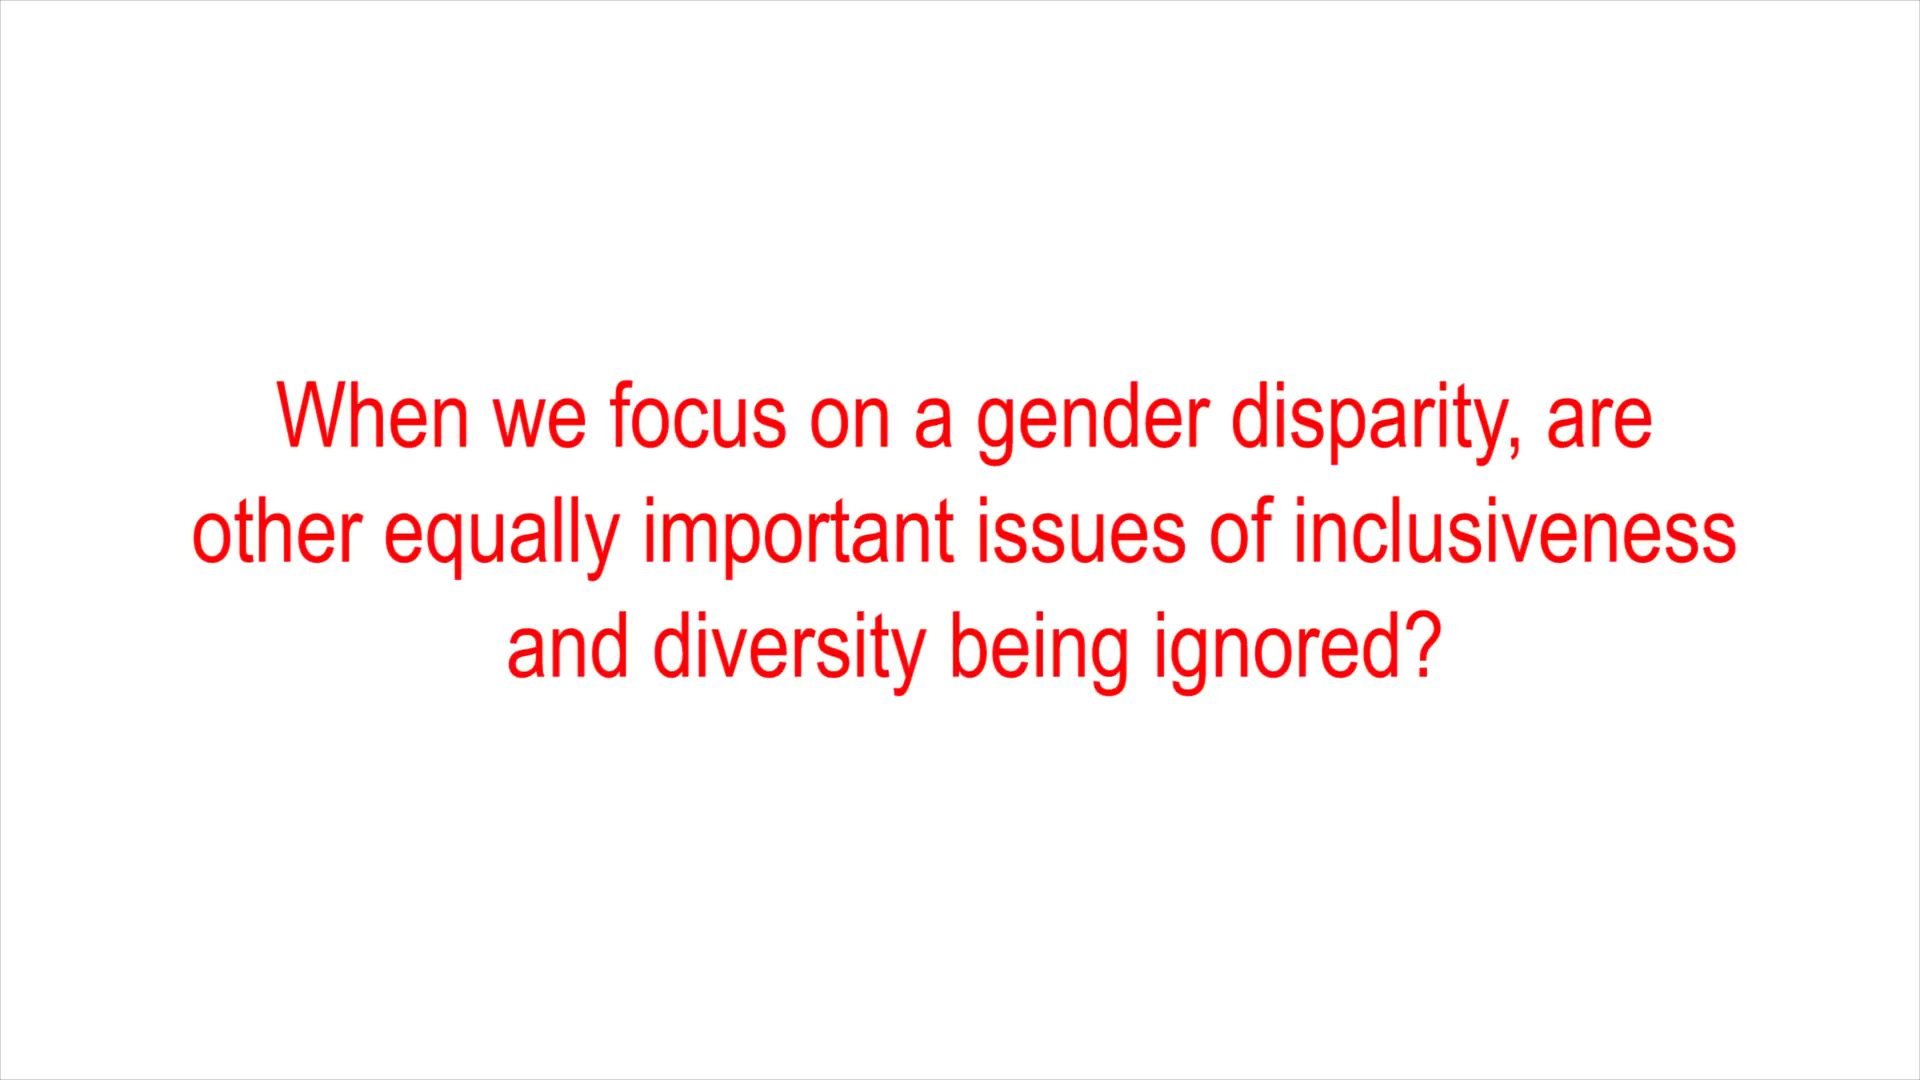 When we focus on a gender disparity, are
other equally important issues of inclusiveness
and diversity being ignored?